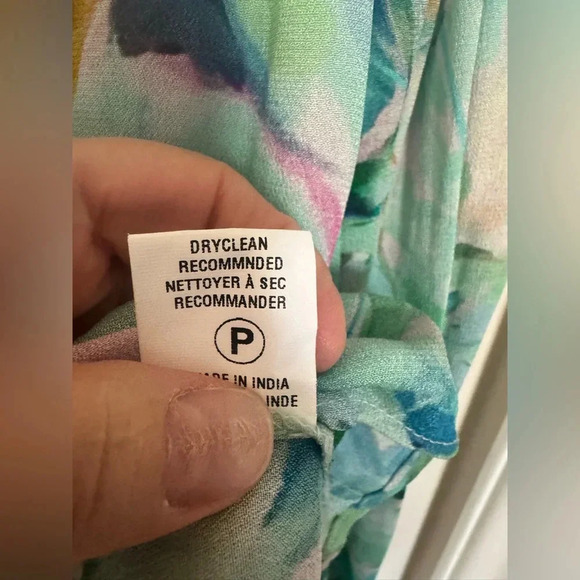 DRYCLEAN
RECOMMNDED
NETTOYER À SEC
RECOMMANDER
P
IN INDIA
INDE